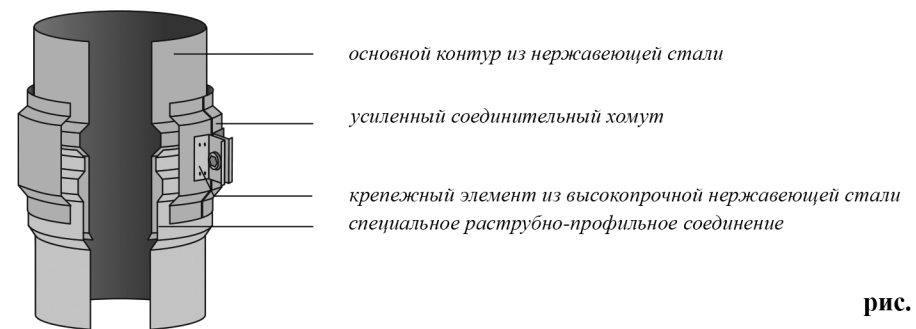 основной контур из нержавеющей стали
усиленный соединительный хомут
крепежный элемент из высокопрочной нержавеющей стали
специальное раструбно-профильное соединение
рис.